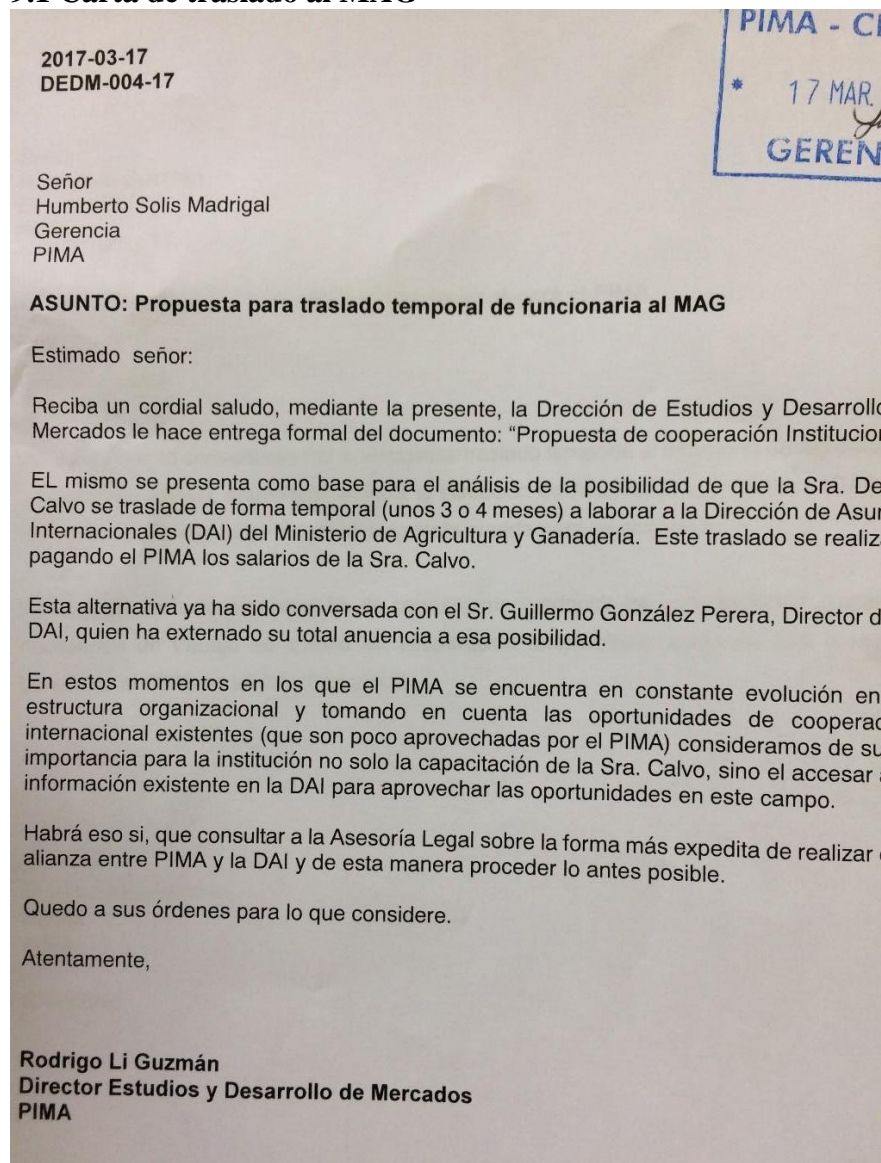 9.1 Carta de traslado al MAG
PIMA - C
17 MAR.
GEREN
2017-03-17
DEDM-004-17
Señor
Humberto Solis Madrigal
Gerencia
PIMA
ASUNTO: Propuesta para traslado temporal de funcionaria al MAG
Estimado señor:
Reciba un cordial saludo, mediante la presente, la Drección de Estudios y Desarrollo
Mercados le hace entrega formal del documento: “Propuesta de cooperación Institucion
EL mismo se presenta como base para el análisis de la posibilidad de que la Sra. De
Calvo se traslade de forma temporal (unos 3 o 4 meses) a laborar a la Dirección de Asun
Internacionales (DAI) del Ministerio de Agricultura y Ganadería. Este traslado se realiza
pagando el PIMA los salarios de la Sra. Calvo.
Esta alternativa ya ha sido conversada con el Sr. Guillermo González Perera, Director d
DAI, quien ha externado su total anuencia a esa posibilidad.
En estos momentos en los que el PIMA se encuentra en constante evolución en
estructura organizacional y tomando en cuenta las oportunidades de cooperac
internacional existentes (que son poco aprovechadas por el PIMA) consideramos de su
importancia para la institución no solo la capacitación de la Sra. Calvo, sino el accesar a
información existente en la DAI para aprovechar las oportunidades en este campo.
Habrá eso si, que consultar a la Asesoría Legal sobre la forma más expedita de realizar
alianza entre PIMA y la DAI y de esta manera proceder lo antes posible.
Quedo a sus órdenes para lo que considere.
Atentamente,
Rodrigo Li Guzmán
Director Estudios y Desarrollo de Mercados
PIMA